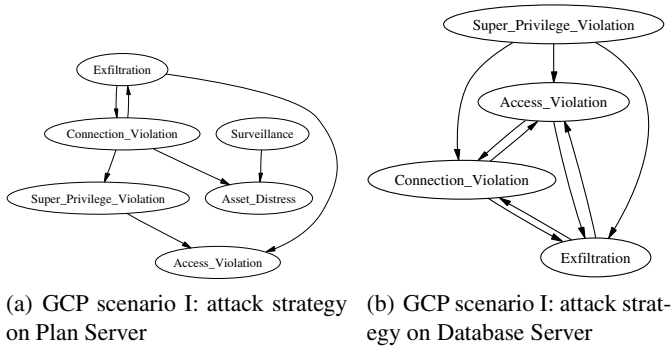 Exfiltration
Connection_Violation
Surveillance
Super_Privilege_Violation
Asset_Distress
Access_Violation
(a) GCP scenario I: attack strategy
on Plan Server
Super_Privilege_Violation
Access_Violation
Connection_Violation
Exfiltration
(b) GCP scenario I: attack strat-
egy on Database Server